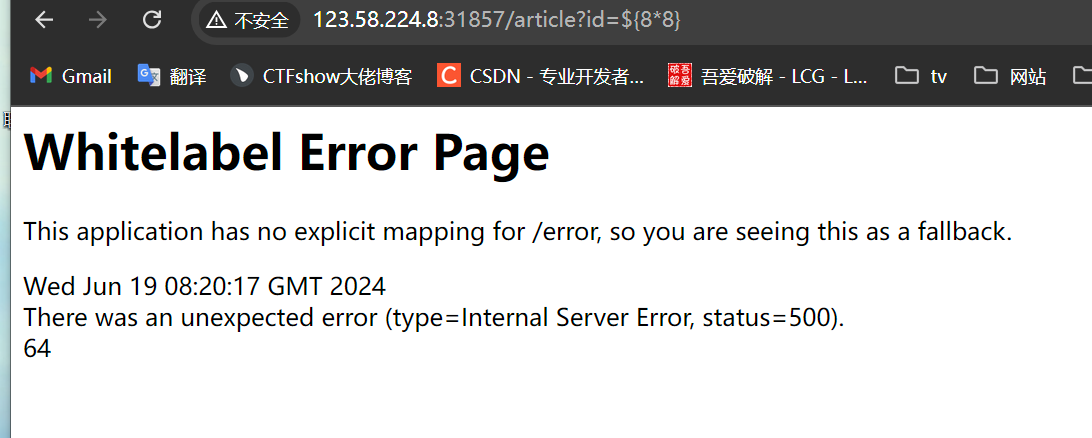 不安全 123.58.224.8:31857/article?id=${8*8}
Gmail 翻译 CTFshow大佬博客 CSDN - 专业开发者... 吾爱破解 - LCG - L... tv 网站
Whitelabel Error Page
This application has no explicit mapping for /error, so you are seeing this as a fallback.
Wed Jun 19 08:20:17 GMT 2024
There was an unexpected error (type=Internal Server Error, status=500).
64